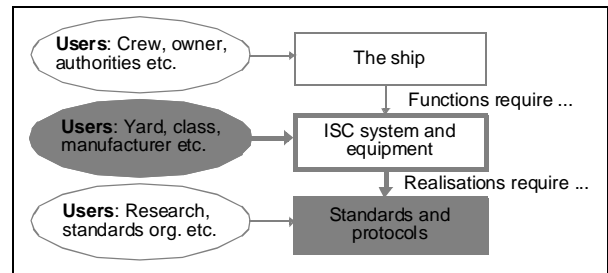 Users: Crew, owner,
authorities etc.
The ship
Functions require ...
Users: Yard, class,
manufacturer etc.
ISC system and
equipment
Realisations require ...
Users: Research,
standards org. etc.
Standards and
protocols